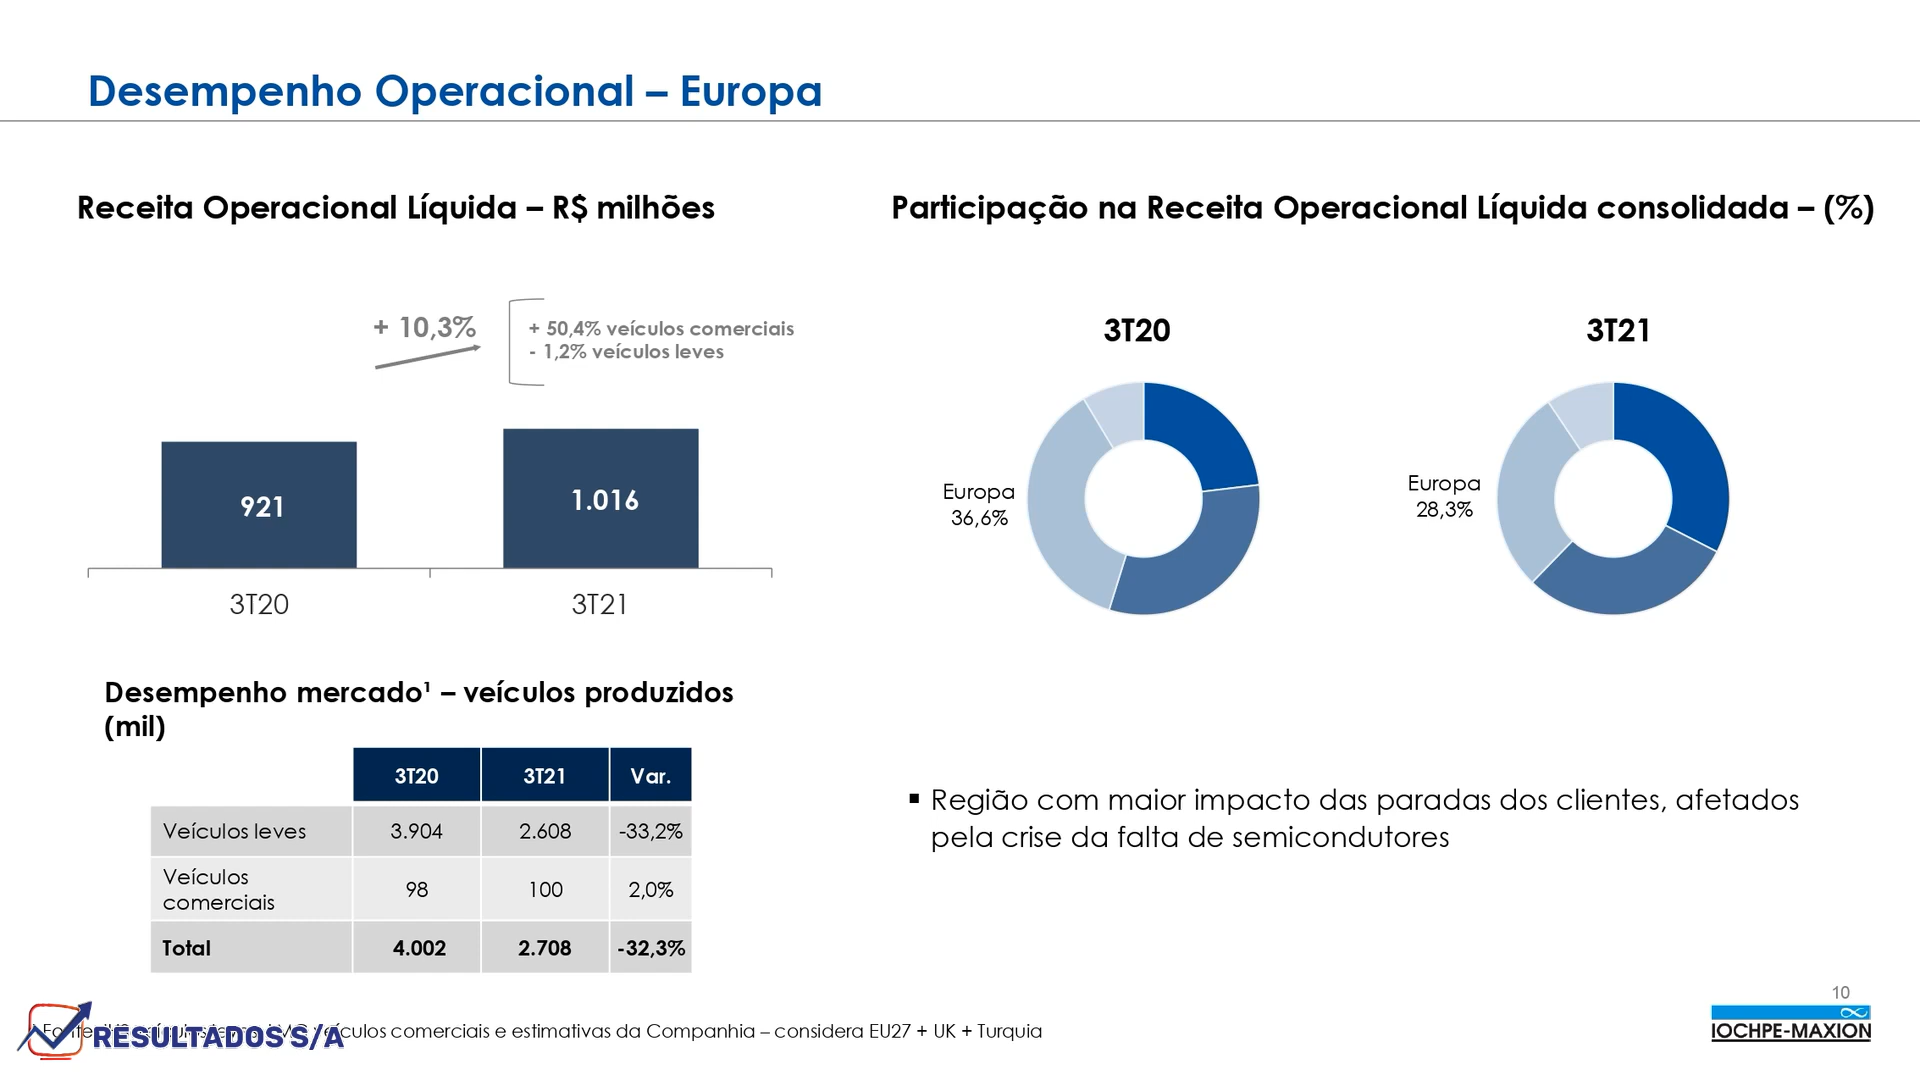 Desempenho Operacional – Europa
Receita Operacional Líquida – R$ milhões
+ 10,3%
+ 50,4% veículos comerciais
- 1,2% veículos leves
921
1.016
3T20
3T21
Participação na Receita Operacional Líquida consolidada – (%)
3T20
3T21
Europa
36,6%
Europa
28,3%
Desempenho mercado¹ – veículos produzidos
(mil)
3T20 3T21 Var.
Veículos leves 3.904 2.608 -33,2%
Veículos
comerciais 98 100 2,0%
Total 4.002 2.708 -32,3%
▪ Região com maior impacto das paradas dos clientes, afetados
pela crise da falta de semicondutores
10
IOCHPE-MAXION
RESULTADOS S/A
comerciais e estimativas da Companhia – considera EU27 + UK + Turquia